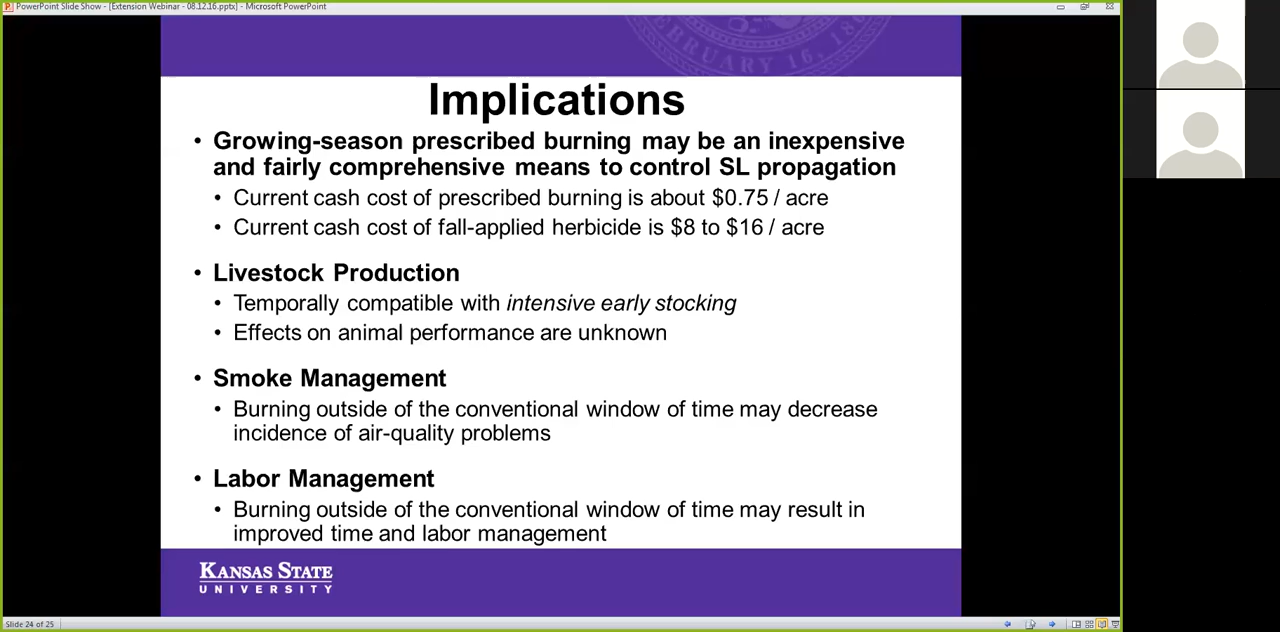 PowerPoint Slide Show - [Extension Webinar - 08.12.16.pptx] - Microsoft PowerPoint
FEBRUARY 16, 18
Implications
• Growing-season prescribed burning may be an inexpensive
and fairly comprehensive means to control SL propagation
• Current cash cost of prescribed burning is about $0.75 / acre
• Current cash cost of fall-applied herbicide is $8 to $16 / acre
• Livestock Production
• Temporally compatible with intensive early stocking
• Effects on animal performance are unknown
• Smoke Management
• Burning outside of the conventional window of time may decrease
incidence of air-quality problems
• Labor Management
• Burning outside of the conventional window of time may result in
improved time and labor management
KANSAS STATE
UNIVERSITY
Slide 24 of 25